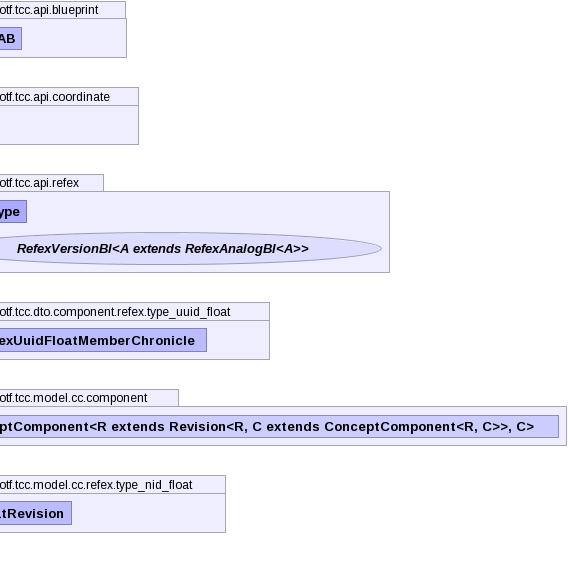 otf.tcc.api.blueprint
AB
otf.tcc.api.coordinate
otf.tcc.api.refex
ype
RefexVersionBI<A extends RefexAnalogBI<A>>
otf.tcc.dto.component.refex.type_uuid_float
exUuidFloatMemberChronicle
otf.tcc.model.cc.component
ptComponent<R extends Revision<R, C extends ConceptComponent<R, C>>, C>
otf.tcc.model.cc.refex.type_nid_float
atRevision